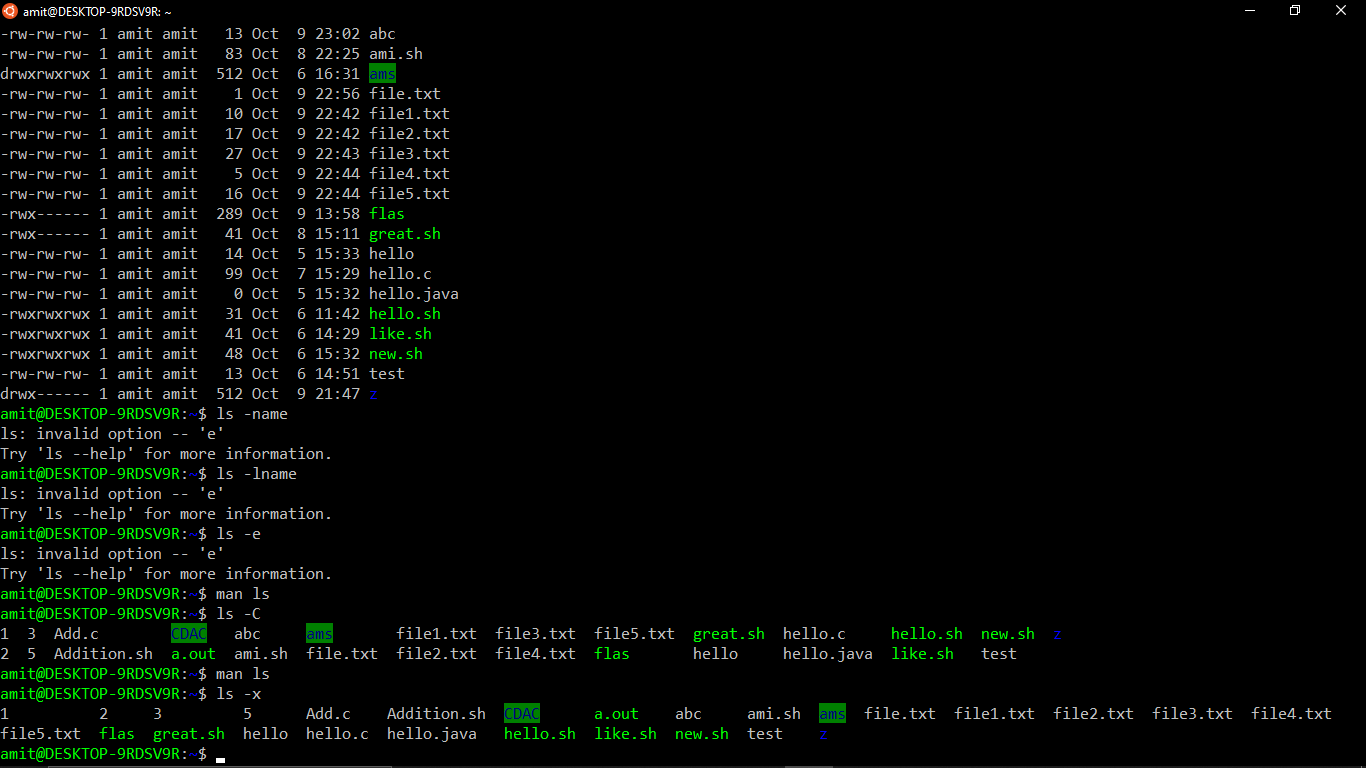 amit@DESKTOP-9RDSV9R: ~
-rw-rw-rw- 1 amit amit   13 Oct  9 23:02 abc
-rw-rw-rw- 1 amit amit   83 Oct  8 22:25 ami.sh
drwxrwxrwx 1 amit amit  512 Oct  6 16:31 ams
-rw-rw-rw- 1 amit amit    1 Oct  9 22:56 file.txt
-rw-rw-rw- 1 amit amit   10 Oct  9 22:42 file1.txt
-rw-rw-rw- 1 amit amit   17 Oct  9 22:42 file2.txt
-rw-rw-rw- 1 amit amit   27 Oct  9 22:43 file3.txt
-rw-rw-rw- 1 amit amit    5 Oct  9 22:44 file4.txt
-rw-rw-rw- 1 amit amit   16 Oct  9 22:44 file5.txt
-rwx------ 1 amit amit  289 Oct  9 13:58 flas
-rwx------ 1 amit amit   41 Oct  8 15:11 great.sh
-rw-rw-rw- 1 amit amit   14 Oct  5 15:33 hello
-rw-rw-rw- 1 amit amit   99 Oct  7 15:29 hello.c
-rw-rw-rw- 1 amit amit    0 Oct  5 15:32 hello.java
-rwxrwxrwx 1 amit amit   31 Oct  6 11:42 hello.sh
-rwxrwxrwx 1 amit amit   41 Oct  6 14:29 like.sh
-rwxrwxrwx 1 amit amit   48 Oct  6 15:32 new.sh
-rw-rw-rw- 1 amit amit   13 Oct  6 14:51 test
drwx------ 1 amit amit  512 Oct  9 21:47 z
amit@DESKTOP-9RDSV9R:~$ ls -name
ls: invalid option -- 'e'
Try 'ls --help' for more information.
amit@DESKTOP-9RDSV9R:~$ ls -lname
ls: invalid option -- 'e'
Try 'ls --help' for more information.
amit@DESKTOP-9RDSV9R:~$ ls -e
ls: invalid option -- 'e'
Try 'ls --help' for more information.
amit@DESKTOP-9RDSV9R:~$ man ls
amit@DESKTOP-9RDSV9R:~$ ls -C
1  3  Add.c        CDAC   abc     ams       file1.txt  file3.txt  file5.txt  great.sh  hello.c     hello.sh  new.sh  z
2  5  Addition.sh  a.out  ami.sh  file.txt  file2.txt  file4.txt  flas       hello     hello.java  like.sh   test
amit@DESKTOP-9RDSV9R:~$ man ls
amit@DESKTOP-9RDSV9R:~$ ls -x
1          2     3         5      Add.c    Addition.sh  CDAC      a.out    abc     ami.sh  ams  file.txt  file1.txt  file2.txt  file3.txt  file4.txt
file5.txt  flas  great.sh  hello  hello.c  hello.java   hello.sh  like.sh  new.sh  test    z
amit@DESKTOP-9RDSV9R:~$